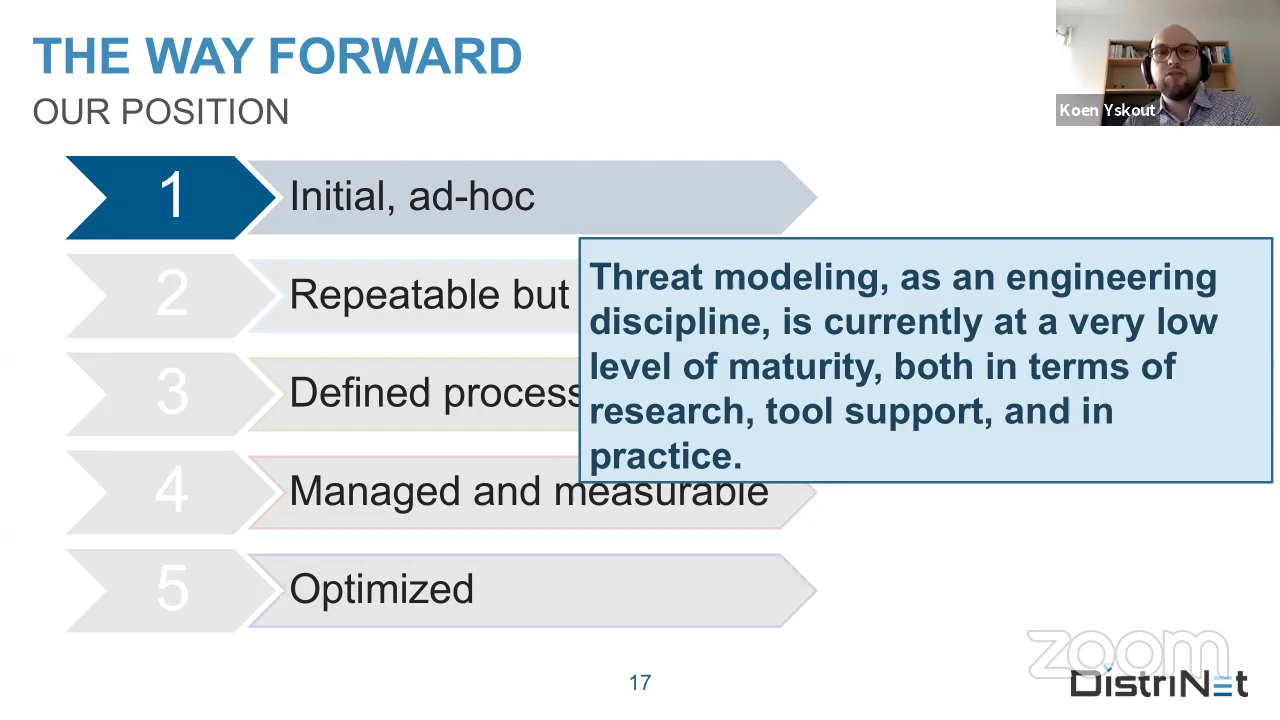 THE WAY FORWARD
OUR POSITION
Koen Yskout
1
Initial, ad-hoc
2
Repeatable but
3
Defined process
4
Managed and measurable
5
Optimized
Threat modeling, as an engineering
discipline, is currently at a very low
level of maturity, both in terms of
research, tool support, and in
practice.
17
zoom
DistriNet